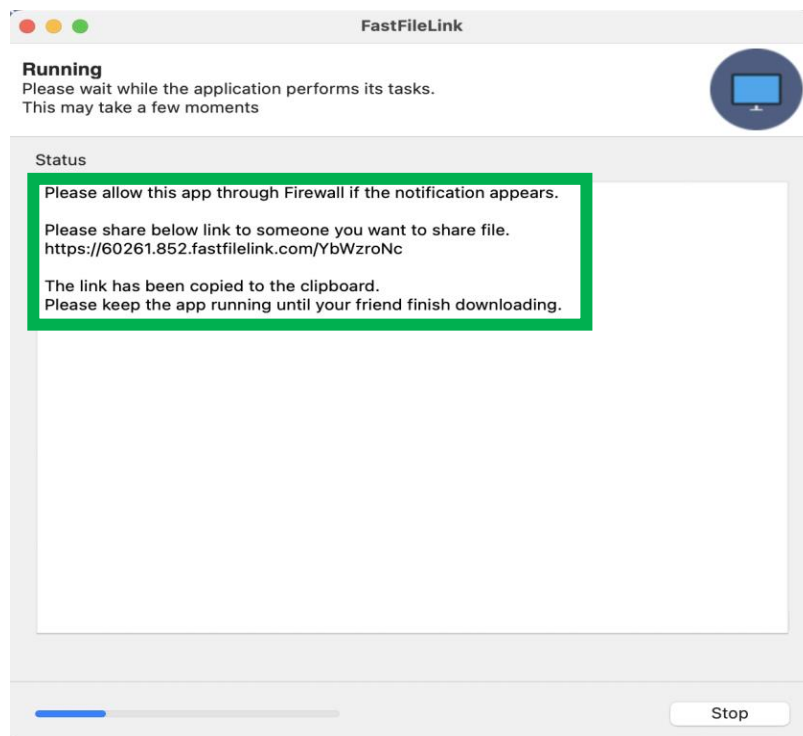 FastFileLink
Running
Please wait while the application performs its tasks.
This may take a few moments
Status
Please allow this app through Firewall if the notification appears.
Please share below link to someone you want to share file.
https://60261.852.fastfilelink.com/YbWzroNc
The link has been copied to the clipboard.
Please keep the app running until your friend finish downloading.
Stop